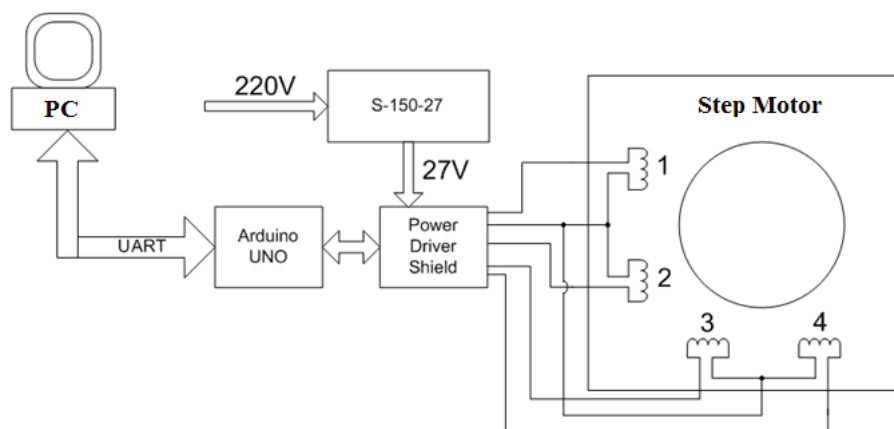 PC
220V
S-150-27
27V
UART
Arduino
UNO
Power
Driver
Shield
Step Motor
1
2
3
4